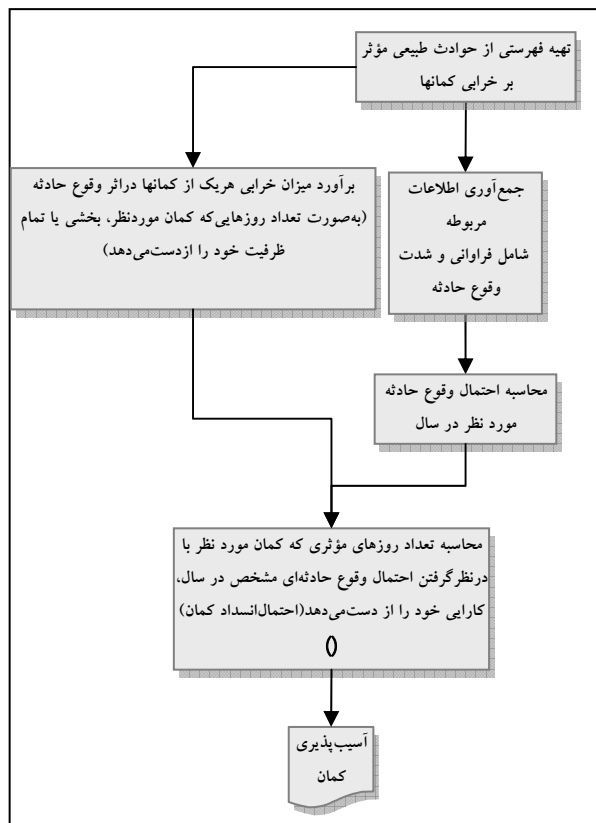 تهیه فهرستی از حوادث طبیعی مؤثر
بر خرابی کمانها
جمع‌آوری اطلاعات
مربوطه
شامل فراوانی و شدت
وقوع حادثه
برآورد میزان خرابی هریک از کمانها دراثر وقوع حادثه
(به‌صورت تعداد روزهایی‌که کمان موردنظر، بخشی یا تمام
ظرفیت خود را ازدست‌می‌دهد)
محاسبه احتمال وقوع حادثه
مورد نظر در سال
محاسبه تعداد روزهای مؤثری که کمان مورد نظر با
درنظرگرفتن احتمال وقوع حادثه‌ای مشخص در سال،
کارایی خود را از دست‌می‌دهد(احتمال‌انسداد کمان)
()
آسیب‌پذیری
کمان